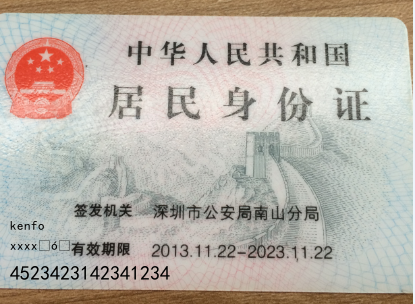 中华人民共和国
居民身份证
签发机关 深圳市公安局南山分局
kenfo
xxxx□ó□ 有效期限 2013.11.22-2023.11.22
4523423142341234